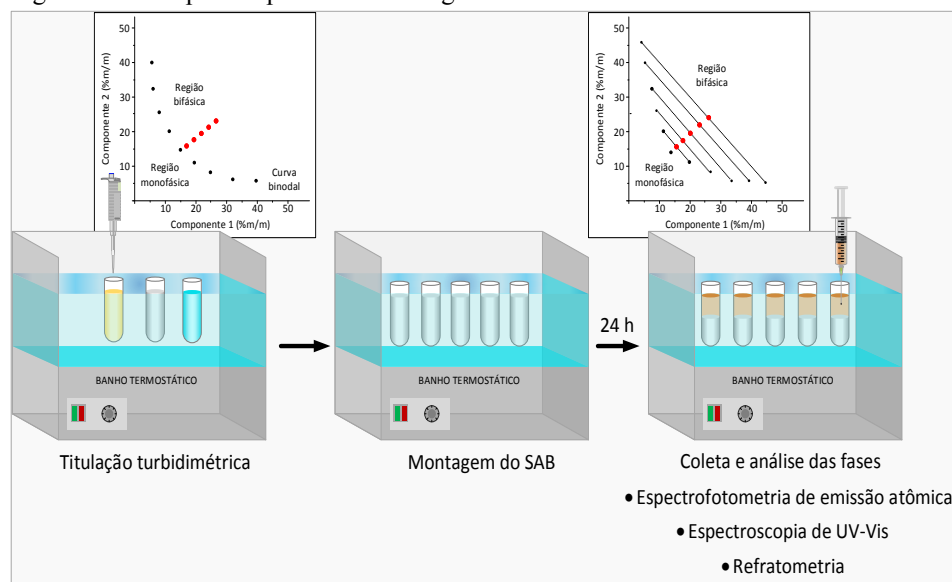 50
40
30
20
10
Componente 2 (%m/m)
Região
bifásica
Região
monofásica
Curva
binodal
10 20 30 40 50
Componente 1 (%m/m)
50
40
30
20
10
Componente 2 (%m/m)
Região
bifásica
Região
monofásica
10 20 30 40 50
Componente 1 (%m/m)
24 h
BANHO TERMOSTÁTICO
BANHO TERMOSTÁTICO
BANHO TERMOSTÁTICO
Titulação turbidimétrica
Montagem do SAB
Coleta e análise das fases
• Espectrofotometria de emissão atômica
• Espectroscopia de UV-Vis
• Refratometria